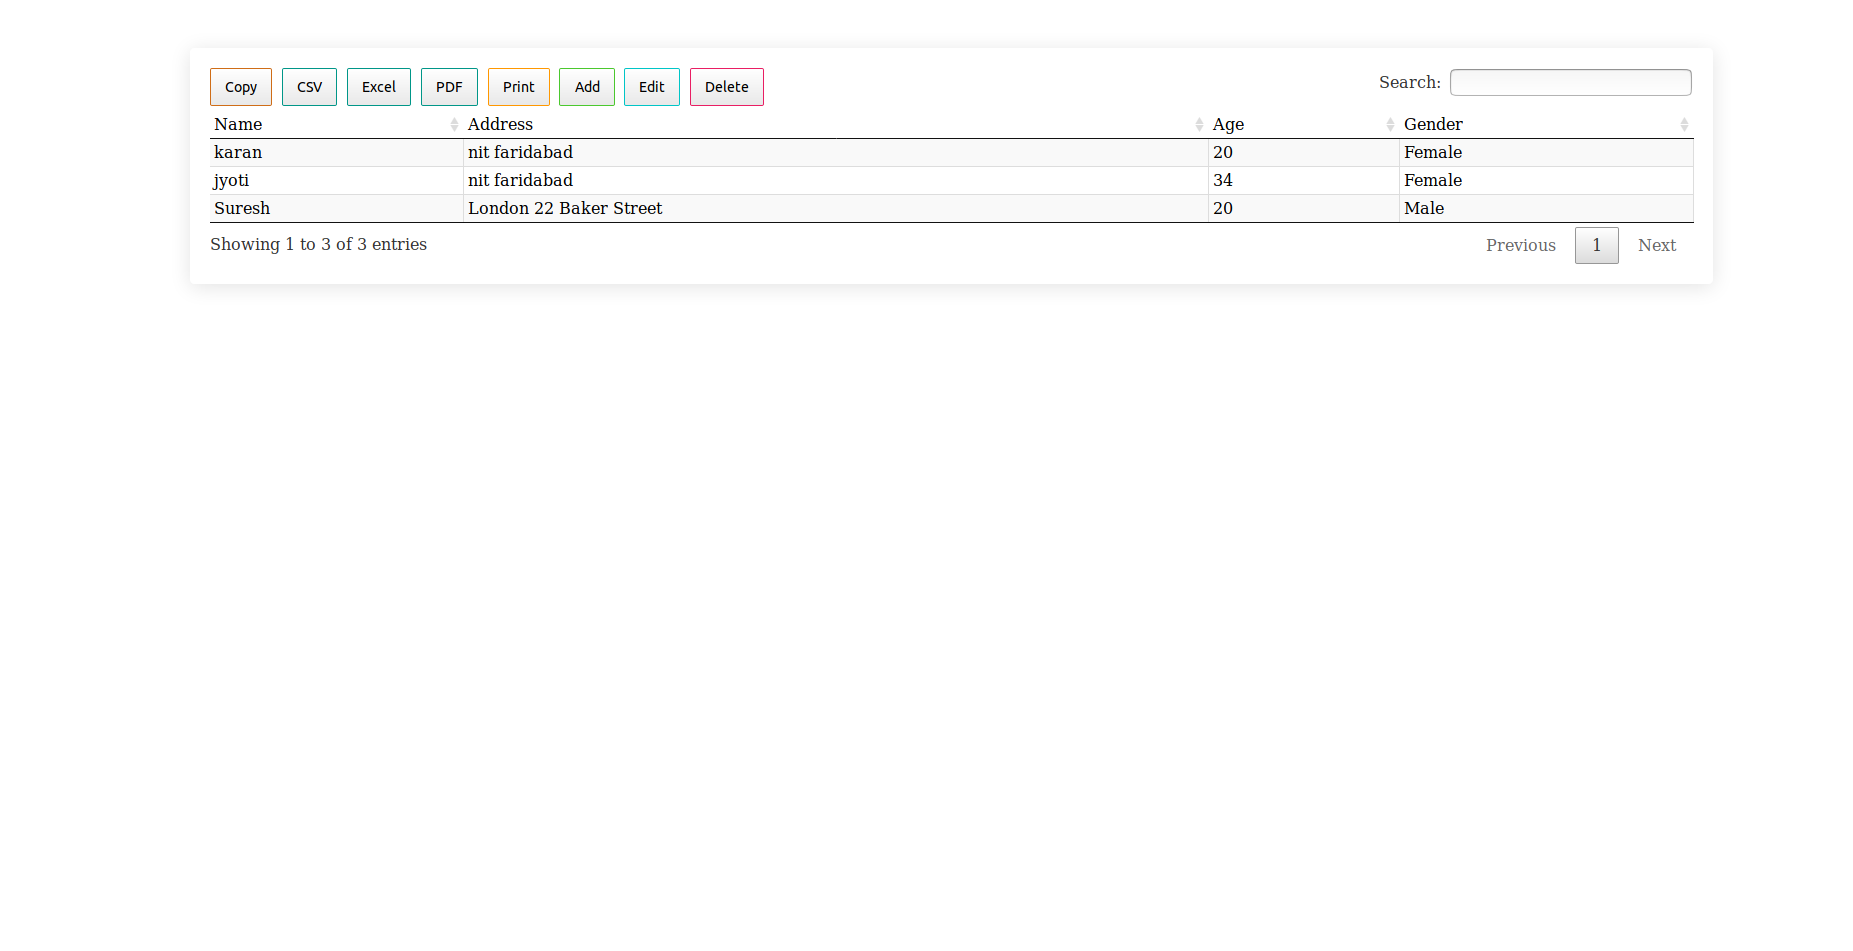 Copy CSV Excel PDF Print Add Edit Delete Search:
Name Address Age Gender
karan nit faridabad 20 Female
jyoti nit faridabad 34 Female
Suresh London 22 Baker Street 20 Male
Showing 1 to 3 of 3 entries Previous 1 Next